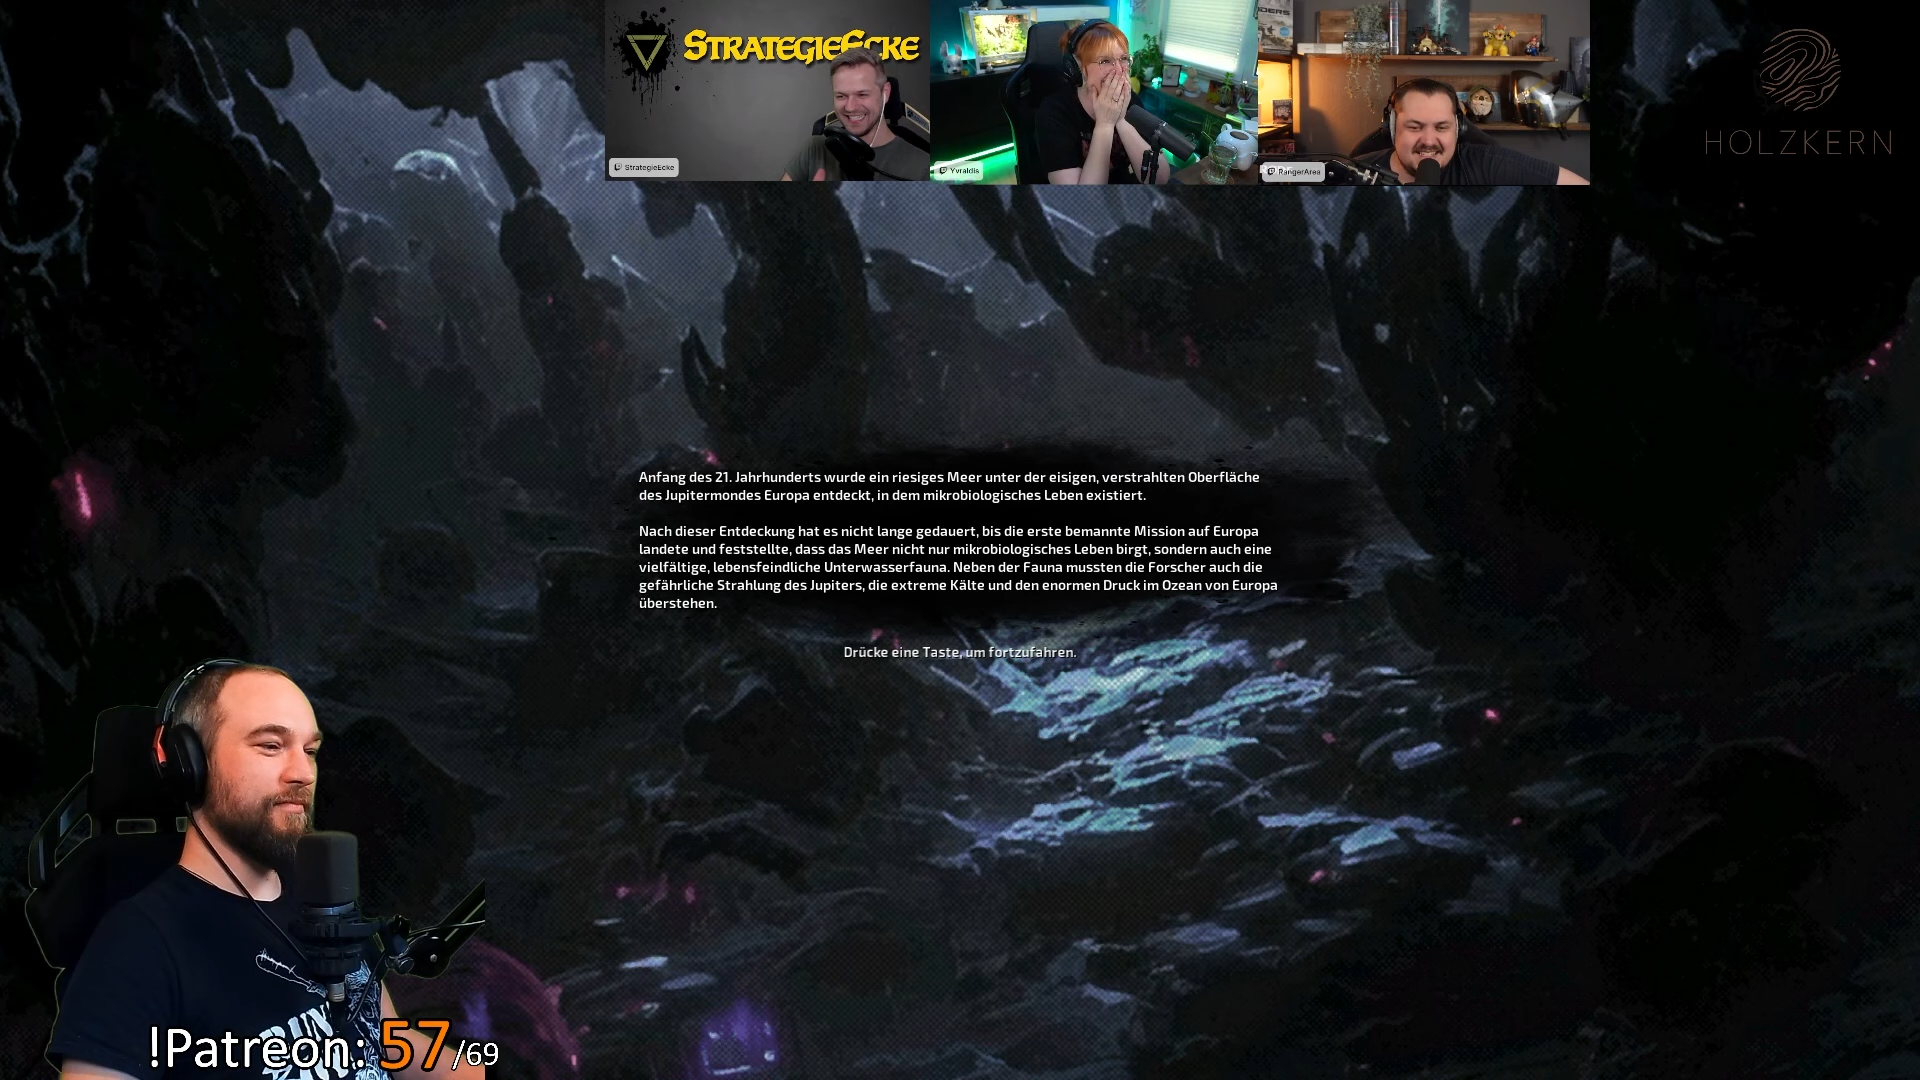 STRATEGIEECKE
StrategieEcke
Yvraldis
RangerArea
HOLZKERN
Anfang des 21. Jahrhunderts wurde ein riesiges Meer unter der eisigen, verstrahlten Oberfläche
des Jupitermondes Europa entdeckt, in dem mikrobiologisches Leben existiert.
Nach dieser Entdeckung hat es nicht lange gedauert, bis die erste bemannte Mission auf Europa
landete und feststellte, dass das Meer nicht nur mikrobiologisches Leben birgt, sondern auch eine
vielfältige, lebensfeindliche Unterwasserfauna. Neben der Fauna mussten die Forscher auch die
gefährliche Strahlung des Jupiters, die extreme Kälte und den enormen Druck im Ozean von Europa
überstehen.
Drücke eine Taste, um fortzufahren.
!Patreon: 57/69